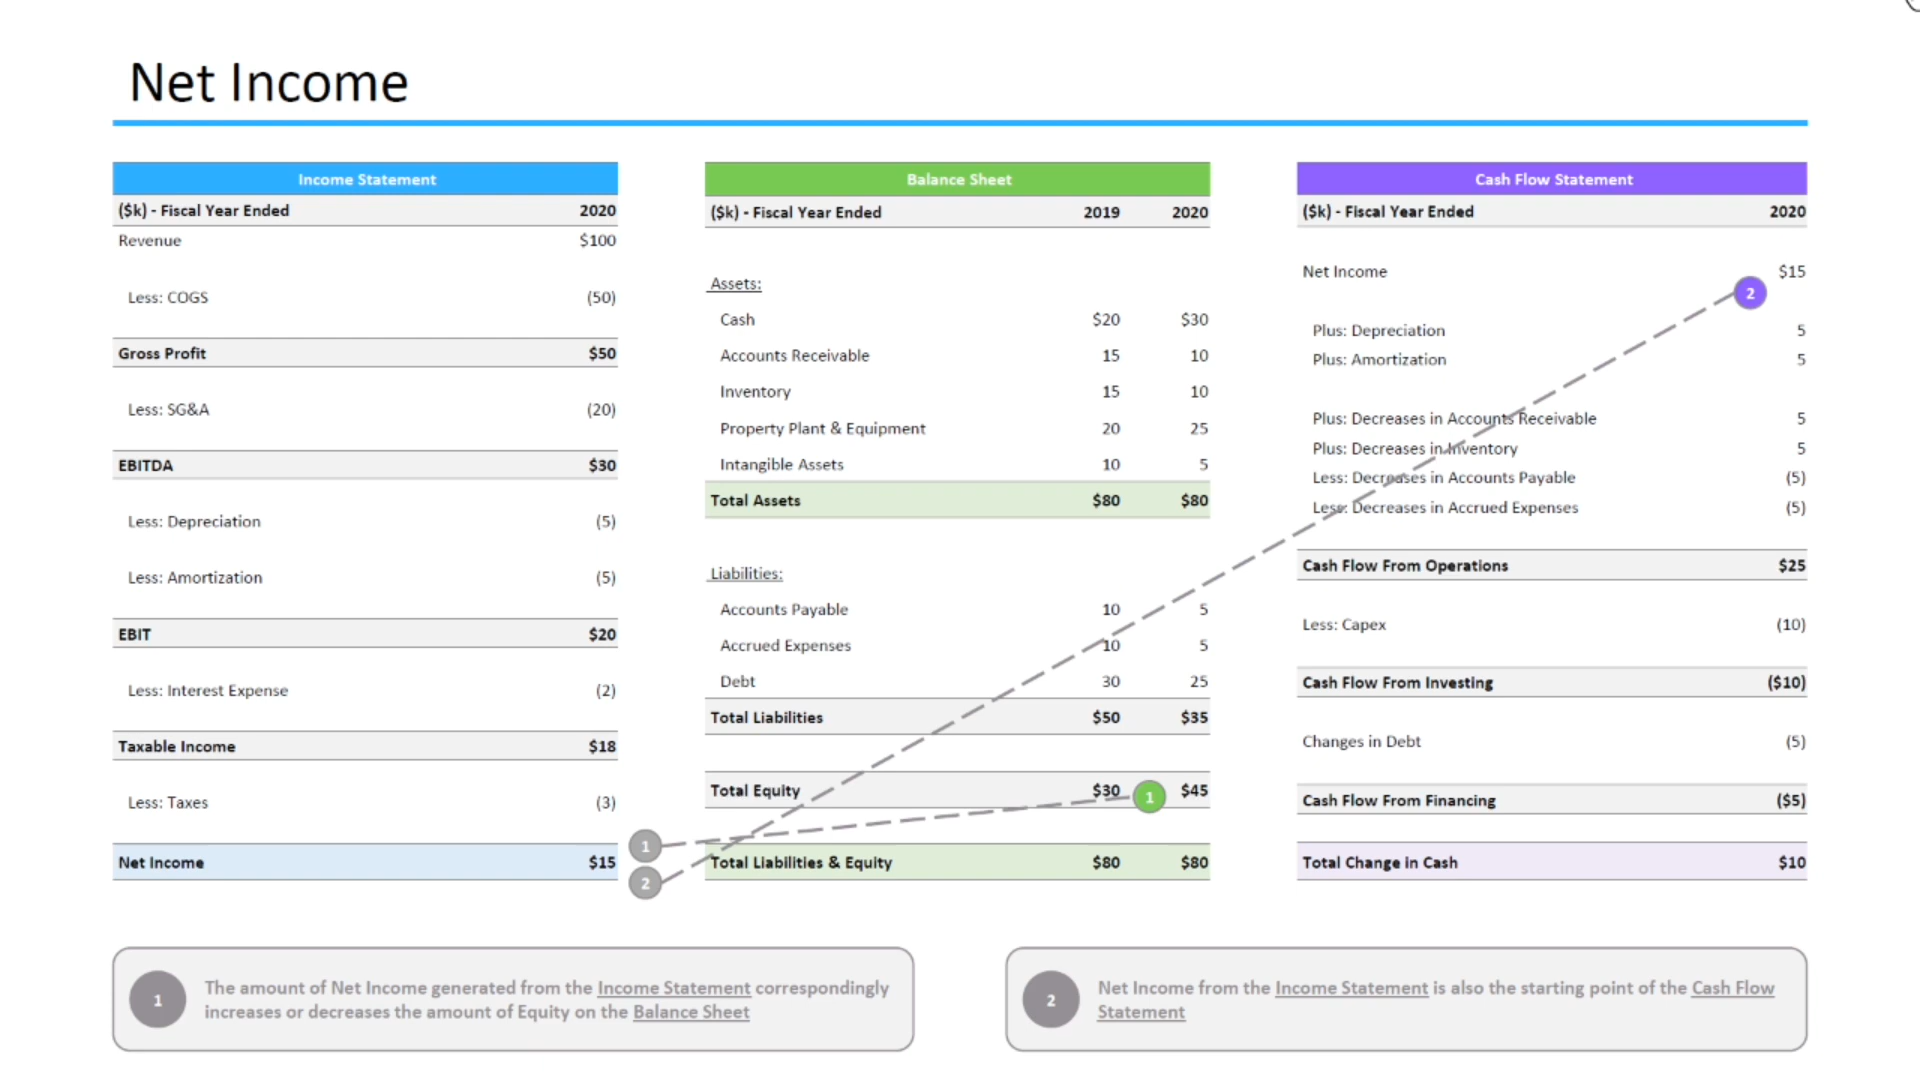 Net Income
Income Statement
($k) - Fiscal Year Ended 2020
Revenue $100
Less: COGS (50)
Gross Profit $50
Less: SG&A (20)
EBITDA $30
Less: Depreciation (5)
Less: Amortization (5)
EBIT $20
Less: Interest Expense (2)
Taxable Income $18
Less: Taxes (3)
Net Income $15
1
2
Balance Sheet
($k) - Fiscal Year Ended 2019 2020
Assets:
Cash $20 $30
Accounts Receivable 15 10
Inventory 15 10
Property Plant & Equipment 20 25
Intangible Assets 10 5
Total Assets $80 $80
Liabilities:
Accounts Payable 10 5
Accrued Expenses 10 5
Debt 30 25
Total Liabilities $50 $35
Total Equity $30 1 $45
Total Liabilities & Equity $80 $80
Cash Flow Statement
($k) - Fiscal Year Ended 2020
Net Income $15
2
Plus: Depreciation 5
Plus: Amortization 5
Plus: Decreases in Accounts Receivable 5
Plus: Decreases in Inventory 5
Less: Decreases in Accounts Payable (5)
Less: Decreases in Accrued Expenses (5)
Cash Flow From Operations $25
Less: Capex (10)
Cash Flow From Investing ($10)
Changes in Debt (5)
Cash Flow From Financing ($5)
Total Change in Cash $10
1
The amount of Net Income generated from the Income Statement correspondingly
increases or decreases the amount of Equity on the Balance Sheet
2
Net Income from the Income Statement is also the starting point of the Cash Flow
Statement